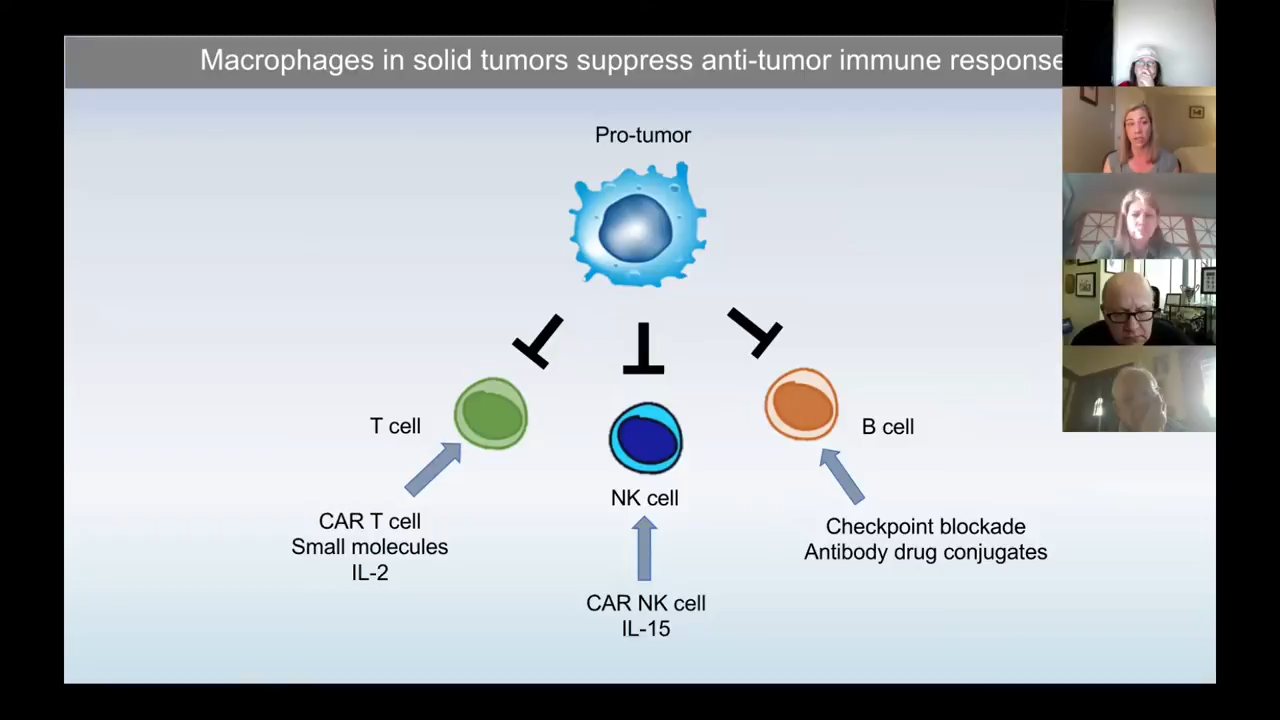 Macrophages in solid tumors suppress anti-tumor immune response
Pro-tumor
T cell
B cell
NK cell
CAR T cell
Small molecules
IL-2
Checkpoint blockade
Antibody drug conjugates
CAR NK cell
IL-15